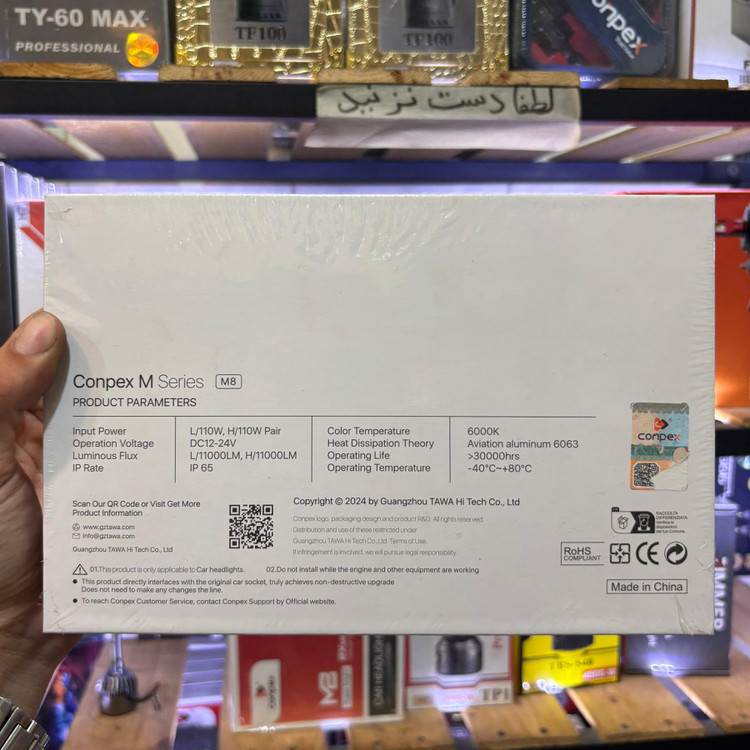 TY-60 MAX
PROFESSIONAL
TF100
TF100
onpex
لطفا دست نزنید
Conpex M Series M8
PRODUCT PARAMETERS
Input Power L/110W, H/110W Pair Color Temperature 6000K
Operation Voltage DC12-24V Heat Dissipation Theory Aviation aluminum 6063
Luminous Flux L/11000LM, H/11000LM Operating Life >30000hrs
IP Rate IP 65 Operating Temperature -40°C~+80°C
conpex
Scan Our QR Code or Visit Get More
Product Information
www.gztawa.com
info@gztawa.com
Guangzhou TAWA Hi Tech Co., Ltd
Copyright © 2024 by Guangzhou TAWA Hi Tech Co., Ltd
Conpex logo, packaging design and product R&D. All rights reserved.
Distribution and use of these restricted under
Guangzhou TAWA Hi Tech Co., Ltd. Terms of Use.
If infringement is involved, we will pursue legal responsibility.
RACCOLTA
DIFFERENZIATA
RoHS
COMPLIANT
CE
01.This product is only applicable to Car headlights. 02.Do not install while the engine and other equipment are working
• This product directly interfaces with the original car socket, truly achieves non-destructive upgrade
Does not need to make any changes the line.
• To reach Conpex Customer Service, contact Conpex Support by Official website.
Made in China
conpex
M2
CAR HEADLIGHT
TP1